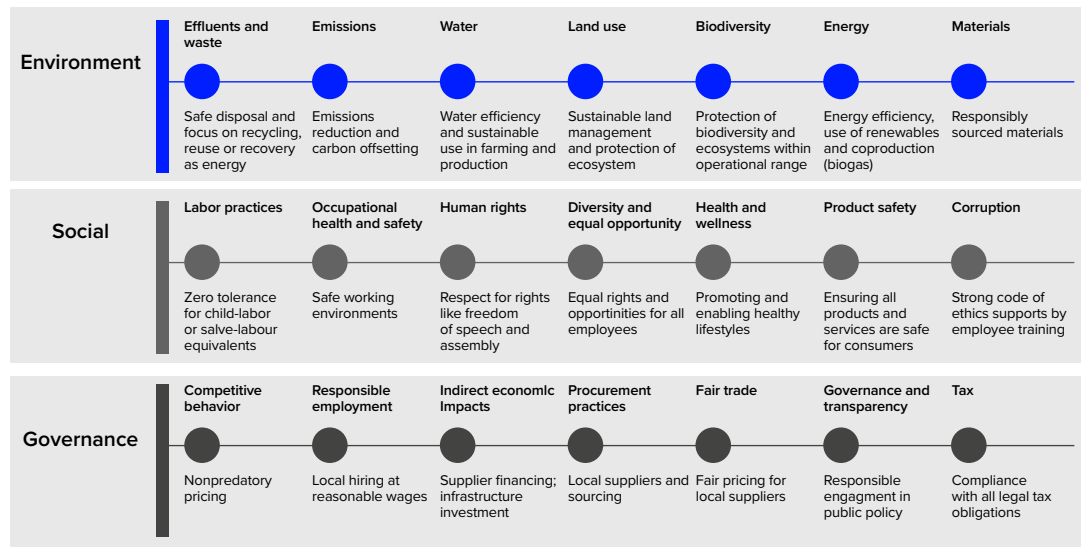 Environment
Effluents and
waste
Safe disposal and
focus on recycling,
reuse or recovery
as energy
Emissions
Emissions
reduction and
carbon offsetting
Water
Water efficiency
and sustainable
use in farming and
production
Land use
Sustainable land
management
and protection of
ecosystem
Biodiversity
Protection of
biodiversity and
ecosystems within
operational range
Energy
Energy efficiency,
use of renewables
and coproduction
(biogas)
Materials
Responsibly
sourced materials
Social
Labor practices
Zero tolerance
for child-labor
or salve-labour
equivalents
Occupational
health and safety
Safe working
environments
Human rights
Respect for rights
like freedom
of speech and
assembly
Diversity and
equal opportunity
Equal rights and
opportunities for all
employees
Health and
wellness
Promoting and
enabling healthy
lifestyles
Product safety
Ensuring all
products and
services are safe
for consumers
Corruption
Strong code of
ethics supports by
employee training
Governance
Competitive
behavior
Nonpredatory
pricing
Responsible
employment
Local hiring at
reasonable wages
Indirect economIc
Impacts
Supplier financing;
infrastructure
investment
Procurement
practices
Local suppliers and
sourcing
Fair trade
Fair pricing for
local suppliers
Governance and
transparency
Responsible
engagment in
public policy
Tax
Compliance
with all legal tax
obligations